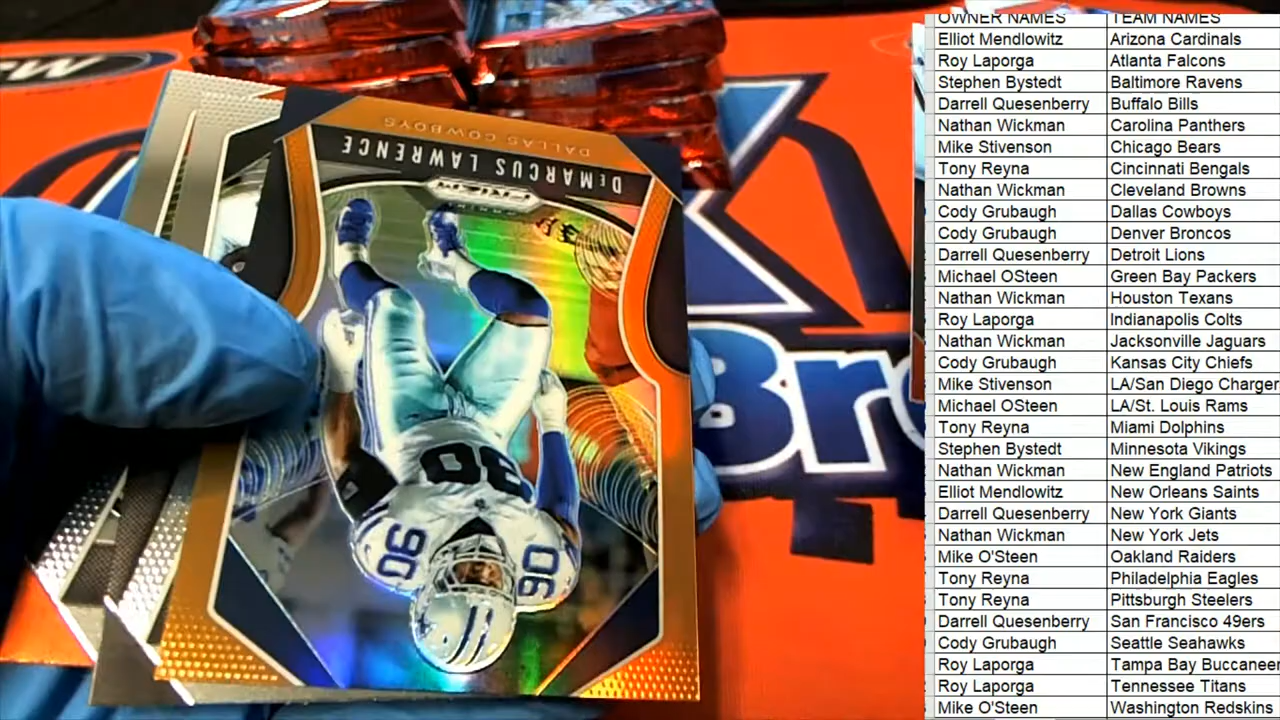 DALLAS COWBOYS
DEMARCUS LAWRENCE
PANINI
PRIZM
90
90
90
Br
OWNER NAMES TEAM NAMES
Elliot Mendlowitz Arizona Cardinals
Roy Laporga Atlanta Falcons
Stephen Bystedt Baltimore Ravens
Darrell Quesenberry Buffalo Bills
Nathan Wickman Carolina Panthers
Mike Stivenson Chicago Bears
Tony Reyna Cincinnati Bengals
Nathan Wickman Cleveland Browns
Cody Grubaugh Dallas Cowboys
Cody Grubaugh Denver Broncos
Darrell Quesenberry Detroit Lions
Michael OSteen Green Bay Packers
Nathan Wickman Houston Texans
Roy Laporga Indianapolis Colts
Nathan Wickman Jacksonville Jaguars
Cody Grubaugh Kansas City Chiefs
Mike Stivenson LA/San Diego Charger
Michael OSteen LA/St. Louis Rams
Tony Reyna Miami Dolphins
Stephen Bystedt Minnesota Vikings
Nathan Wickman New England Patriots
Elliot Mendlowitz New Orleans Saints
Darrell Quesenberry New York Giants
Nathan Wickman New York Jets
Mike O'Steen Oakland Raiders
Tony Reyna Philadelphia Eagles
Tony Reyna Pittsburgh Steelers
Darrell Quesenberry San Francisco 49ers
Cody Grubaugh Seattle Seahawks
Roy Laporga Tampa Bay Buccaneer
Roy Laporga Tennessee Titans
Mike O'Steen Washington Redskins